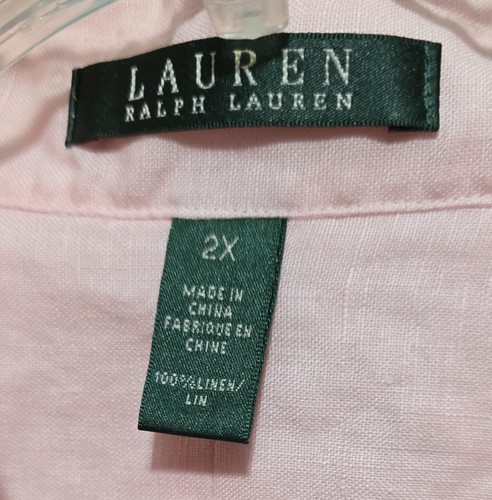 LAUREN
RALPH LAUREN
2X
MADE IN
CHINA
FABRIQUE EN
CHINE
100%LINEN/
LIN